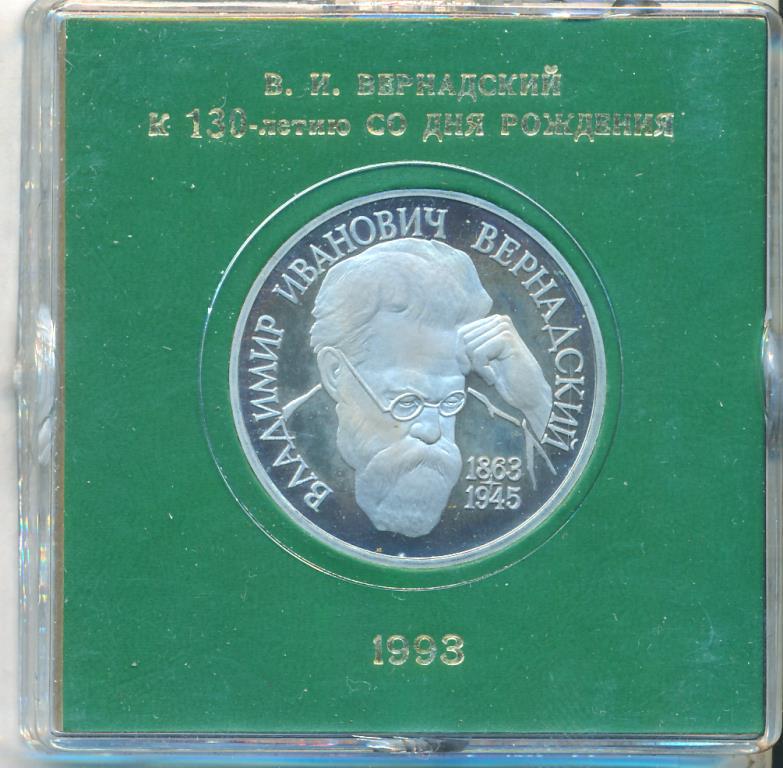 В. И. ВЕРНАДСКИЙ
К 130-летию СО ДНЯ РОЖДЕНИЯ
ВЛАДИМИР ИВАНОВИЧ ВЕРНАДСКИЙ
1863
1945
1993